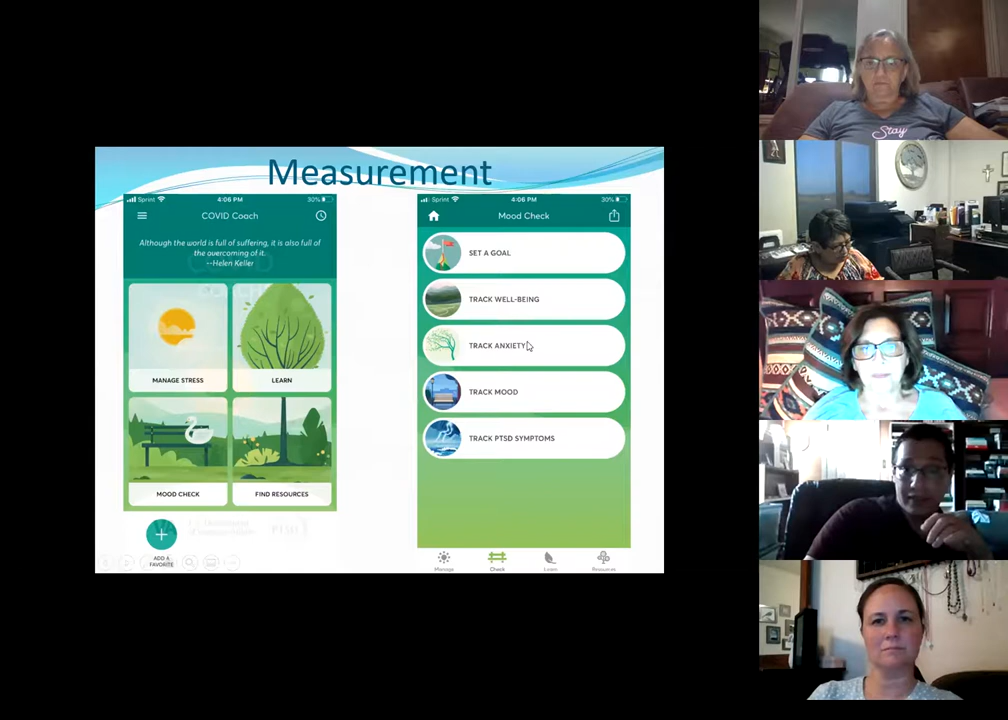 Measurement
Sprint 4:06 PM 30%
COVID Coach
Although the world is full of suffering, it is also full of
the overcoming of it.
--Helen Keller
MANAGE STRESS
LEARN
MOOD CHECK
FIND RESOURCES
ADD A
FAVORITE
Sprint 4:06 PM 30%
Mood Check
SET A GOAL
TRACK WELL-BEING
TRACK ANXIETY
TRACK MOOD
TRACK PTSD SYMPTOMS
Manage
Check
Learn
Resources
Stay